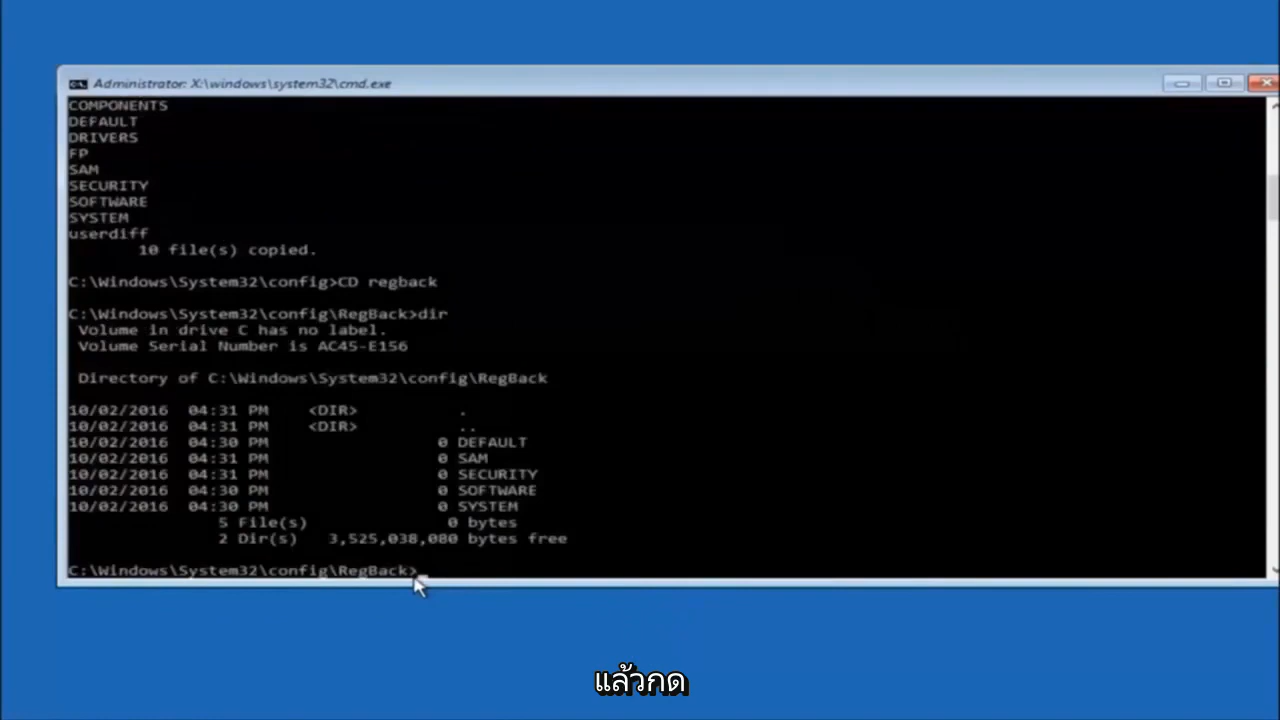 Administrator: X:\windows\system32\cmd.exe
COMPONENTS
DEFAULT
DRIVERS
FP
SAM
SECURITY
SOFTWARE
SYSTEM
userdiff
10 file(s) copied.
C:\Windows\System32\config>CD regback
C:\Windows\System32\config\RegBack>dir
Volume in drive C has no label.
Volume Serial Number is AC45-E156
Directory of C:\Windows\System32\config\RegBack
10/02/2016 04:31 PM <DIR> .
10/02/2016 04:31 PM <DIR> ..
10/02/2016 04:30 PM 0 DEFAULT
10/02/2016 04:31 PM 0 SAM
10/02/2016 04:31 PM 0 SECURITY
10/02/2016 04:30 PM 0 SOFTWARE
10/02/2016 04:30 PM 0 SYSTEM
5 File(s) 0 bytes
2 Dir(s) 3,525,038,080 bytes free
C:\Windows\System32\config\RegBack>
แล้วกด